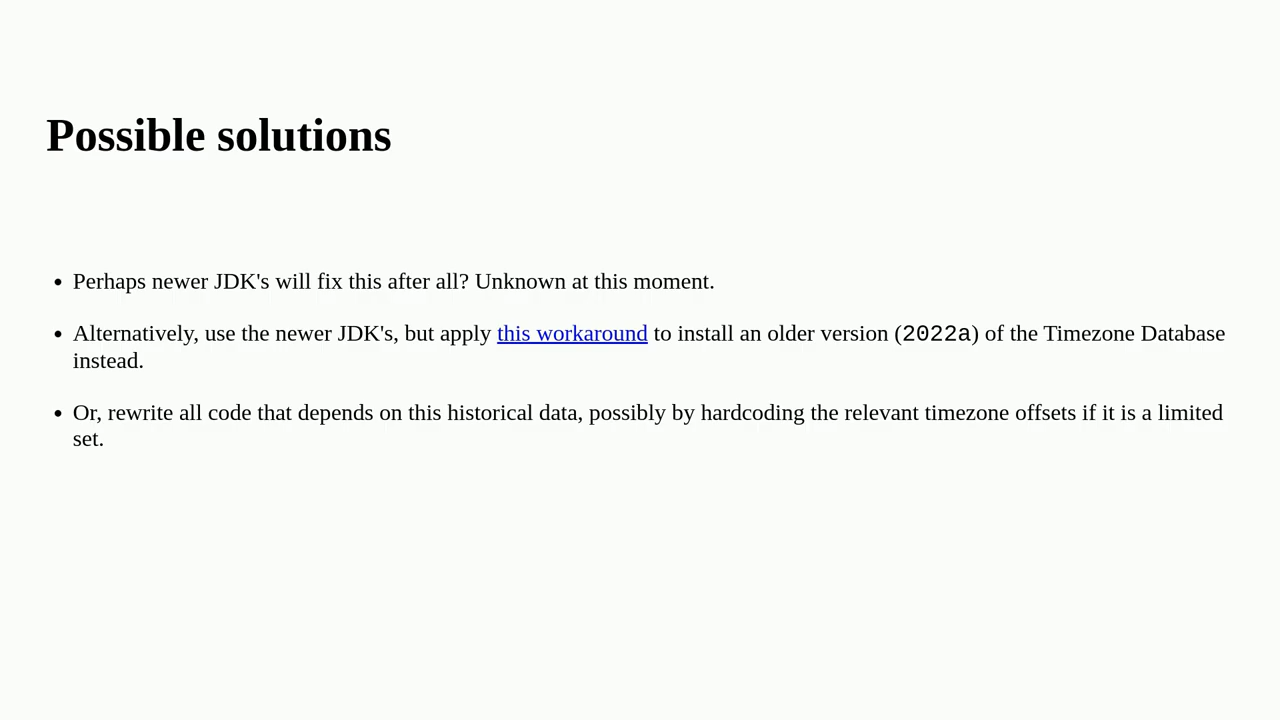 Possible solutions
• Perhaps newer JDK's will fix this after all? Unknown at this moment.
• Alternatively, use the newer JDK's, but apply this workaround to install an older version (2022a) of the Timezone Database
instead.
• Or, rewrite all code that depends on this historical data, possibly by hardcoding the relevant timezone offsets if it is a limited
set.